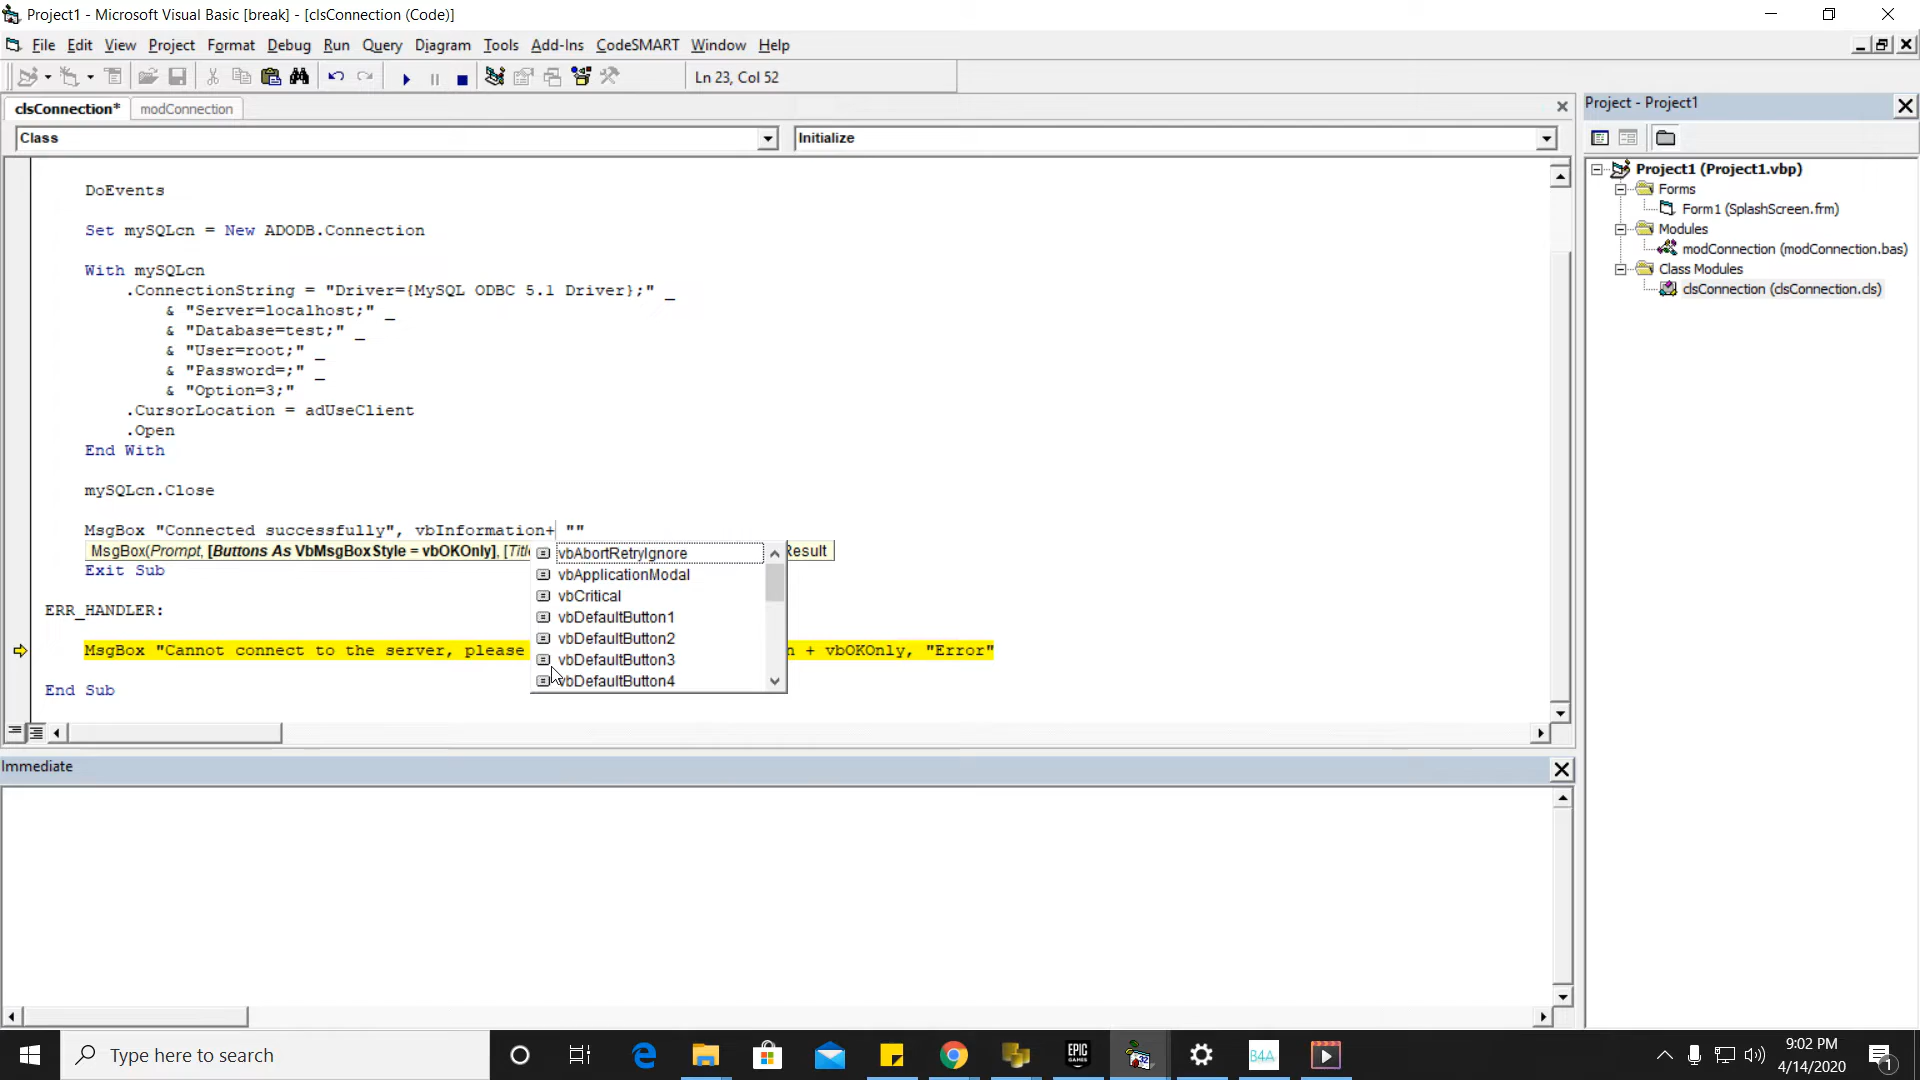 Project1 - Microsoft Visual Basic [break] - [clsConnection (Code)]
File Edit View Project Format Debug Run Query Diagram Tools Add-Ins CodeSMART Window Help
Ln 23, Col 52
clsConnection* modConnection
Class Initialize
DoEvents
Set mySQLcn = New ADODB.Connection
With mySQLcn
.ConnectionString = "Driver={MySQL ODBC 5.1 Driver};" _
& "Server=localhost;" _
& "Database=test;" _
& "User=root;" _
& "Password=;" _
& "Option=3;"
.CursorLocation = adUseClient
.Open
End With
mySQLcn.Close
MsgBox "Connected successfully", vbInformation+ ""
MsgBox(Prompt, [Buttons As VbMsgBoxStyle = vbOKOnly], [Title Result
vbAbortRetryIgnore
vbApplicationModal
vbCritical
vbDefaultButton1
vbDefaultButton2
vbDefaultButton3
vbDefaultButton4
Exit Sub
ERR_HANDLER:
MsgBox "Cannot connect to the server, please n + vbOKOnly, "Error"
End Sub
Immediate
Project - Project1
Project1 (Project1.vbp)
Forms
Form1 (SplashScreen.frm)
Modules
modConnection (modConnection.bas)
Class Modules
clsConnection (clsConnection.cls)
Type here to search
EPIC GAMES
32
B4A
9:02 PM
4/14/2020
1